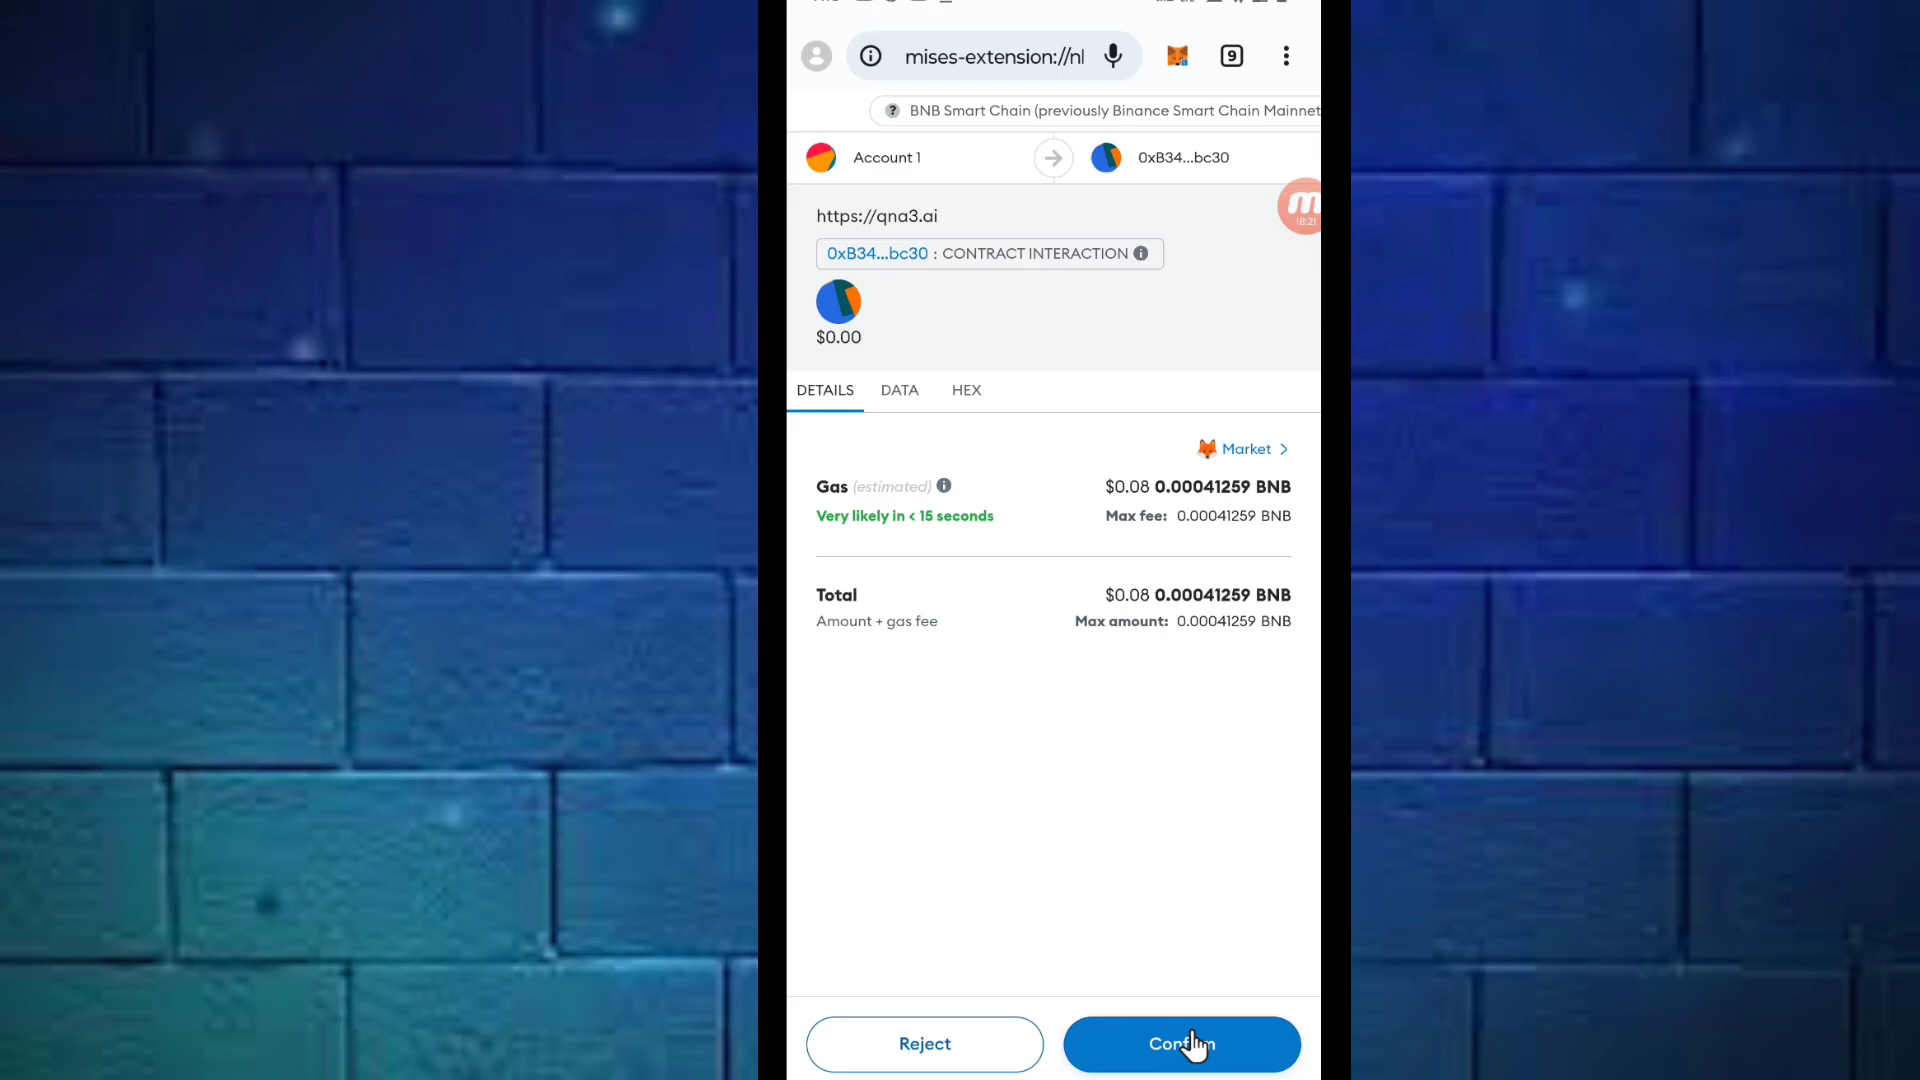 mises-extension://nl
9
BNB Smart Chain (previously Binance Smart Chain Mainnet
Account 1
0xB34...bc30
https://qna3.ai
18:21
0xB34...bc30 : CONTRACT INTERACTION
$0.00
DETAILS DATA HEX
Market >
Gas (estimated) $0.08 0.00041259 BNB
Very likely in < 15 seconds Max fee: 0.00041259 BNB
Total $0.08 0.00041259 BNB
Amount + gas fee Max amount: 0.00041259 BNB
Reject Confirm